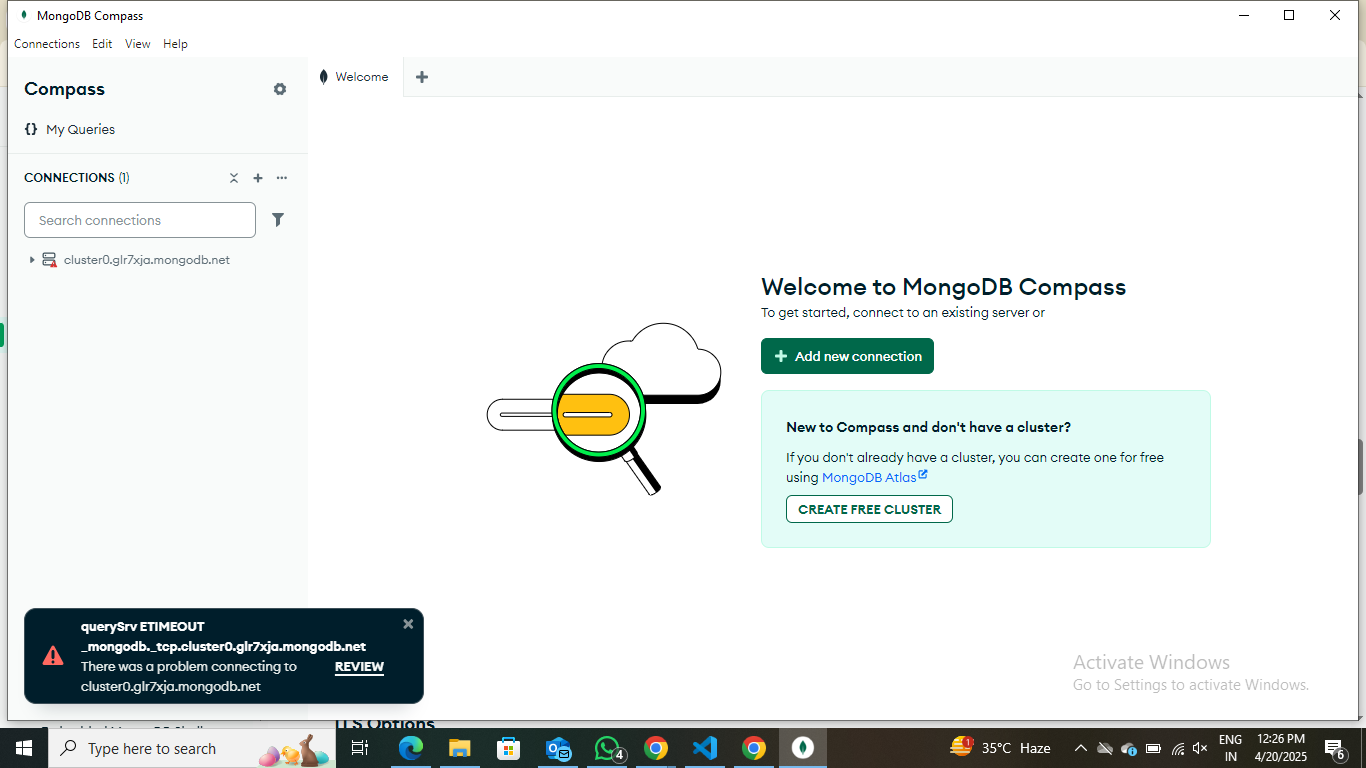 MongoDB Compass
Connections Edit View Help
Compass
Welcome
My Queries
CONNECTIONS (1)
Search connections
cluster0.glr7xja.mongodb.net
Welcome to MongoDB Compass
To get started, connect to an existing server or
Add new connection
New to Compass and don't have a cluster?
If you don't already have a cluster, you can create one for free
using MongoDB Atlas
CREATE FREE CLUSTER
querySrv ETIMEOUT
_mongodb._tcp.cluster0.glr7xja.mongodb.net
There was a problem connecting to
cluster0.glr7xja.mongodb.net
REVIEW
Activate Windows
Go to Settings to activate Windows.
Type here to search
4
1
35°C Haze
ENG
IN
12:26 PM
4/20/2025
6